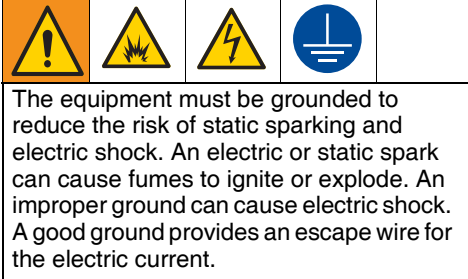 The equipment must be grounded to
reduce the risk of static sparking and
electric shock. An electric or static spark
can cause fumes to ignite or explode. An
improper ground can cause electric shock.
A good ground provides an escape wire for
the electric current.